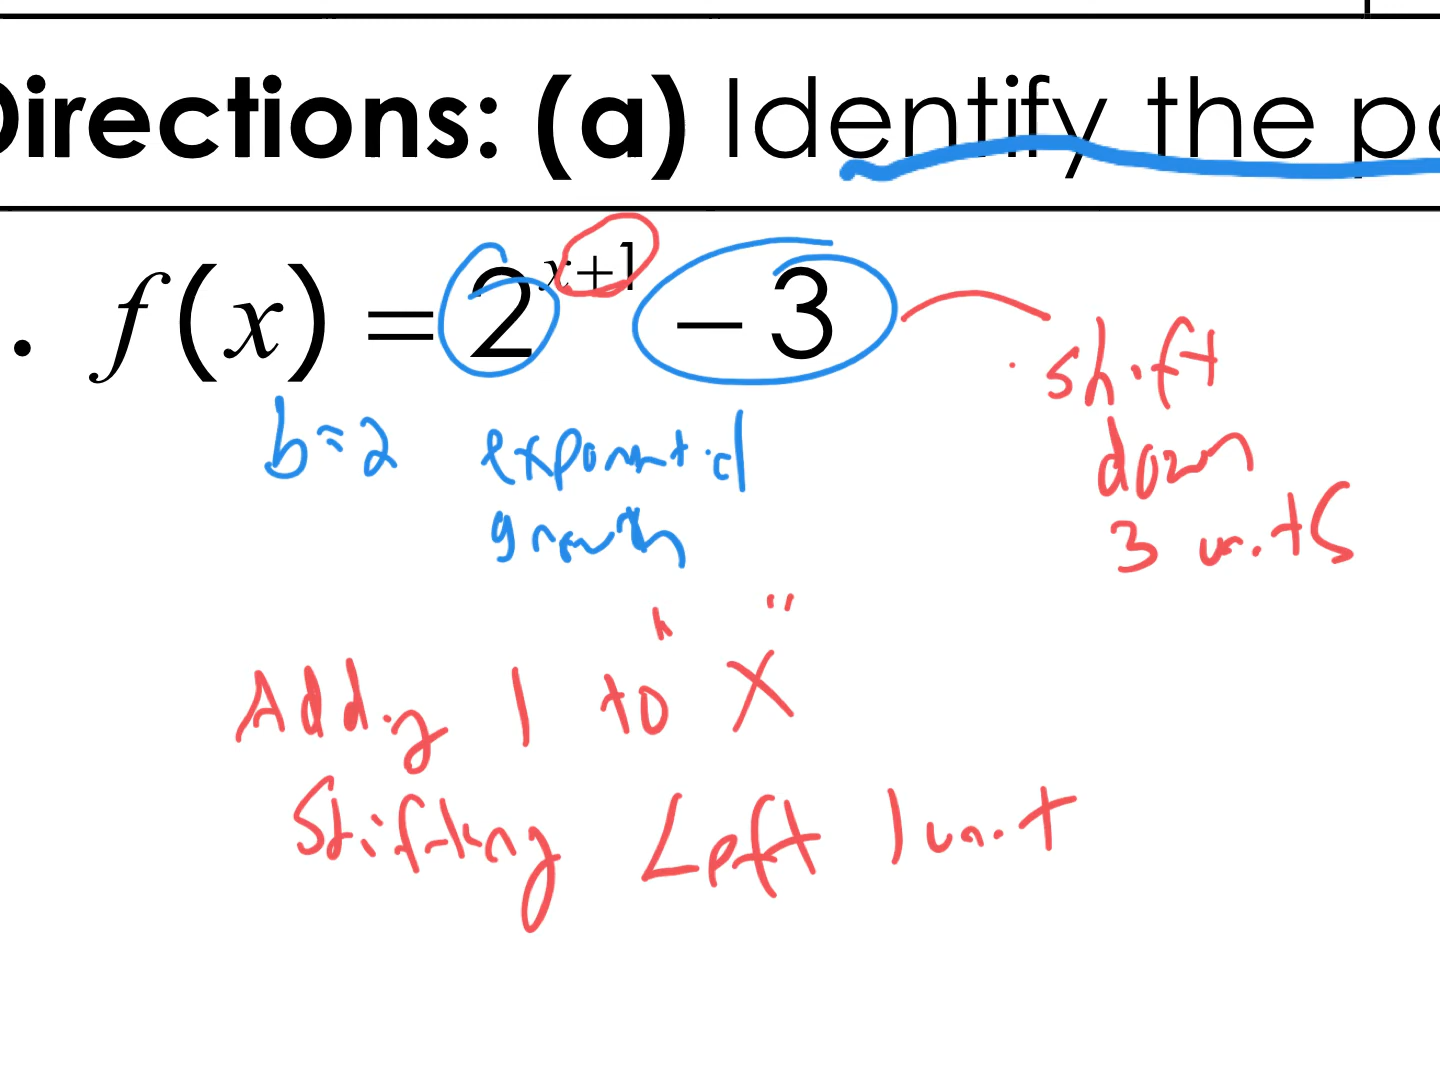 Directions: (a) Identify the pa
. f(x) = 2^{x+1} - 3
shift
down
3 units
b=2 exponential
growth
Adding 1 to "X"
Shifting Left 1 unit